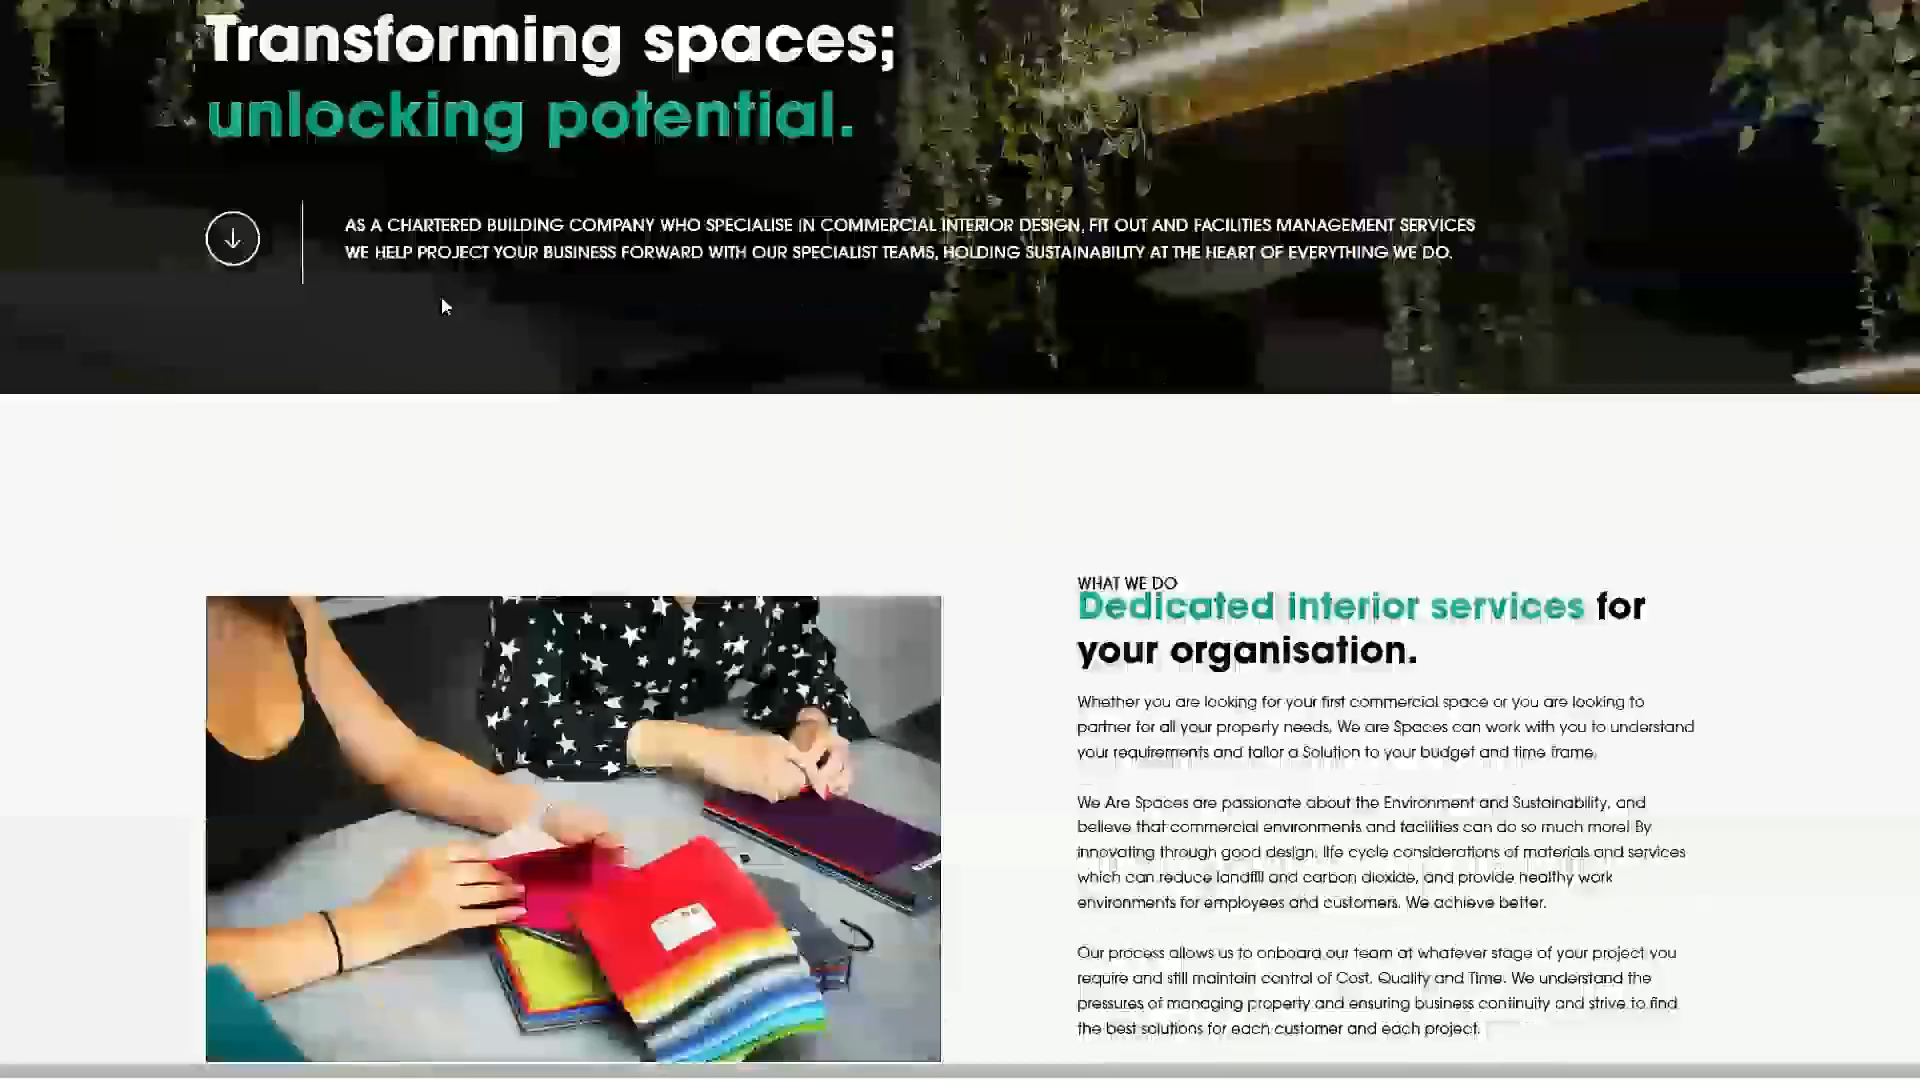 Transforming spaces;
unlocking potential.
AS A CHARTERED BUILDING COMPANY WHO SPECIALISE IN COMMERCIAL INTERIOR DESIGN, FIT OUT AND FACILITIES MANAGEMENT SERVICES
WE HELP PROJECT YOUR BUSINESS FORWARD WITH OUR SPECIALIST TEAMS, HOLDING SUSTAINABILITY AT THE HEART OF EVERYTHING WE DO.
WHAT WE DO
Dedicated interior services for
your organisation.
Whether you are looking for your first commercial space or you are looking to
partner for all your property needs, We are Spaces can work with you to understand
your requirements and tailor a Solution to your budget and time frame.
We Are Spaces are passionate about the Environment and Sustainability, and
believe that commercial environments and facilities can do so much more! By
innovating through good design, life cycle considerations of materials and services
which can reduce landfill and carbon dioxide, and provide healthy work
environments for employees and customers. We achieve better.
Our process allows us to onboard our team at whatever stage of your project you
require and still maintain control of Cost, Quality and Time. We understand the
pressures of managing property and ensuring business continuity and strive to find
the best solutions for each customer and each project.